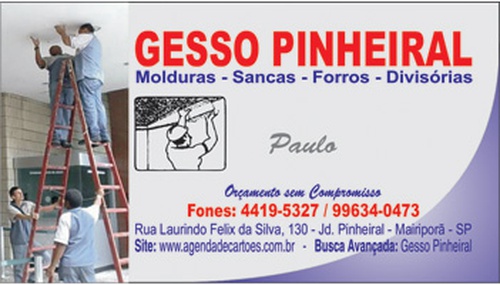 GESSO PINHEIRAL
Molduras - Sancas - Forros - Divisórias
Paulo
Orçamento sem Compromisso
Fones: 4419-5327 / 99634-0473
Rua Laurindo Felix da Silva, 130 - Jd. Pinheiral - Mairiporã - SP
Site: www.agendadecartoes.com.br - Busca Avançada: Gesso Pinheiral